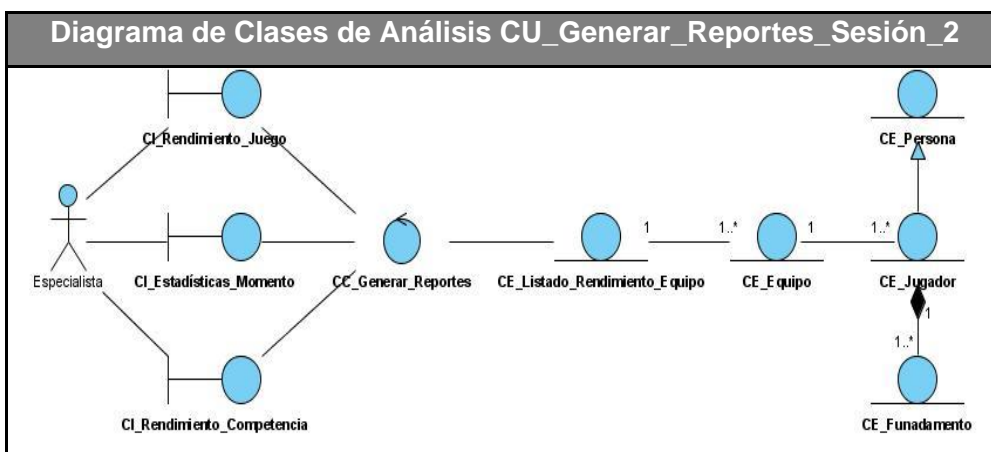 Diagrama de Clases de Análisis CU_Generar_Reportes_Sesión_2
CI_Rendimiento_Juego
CE_Persona
1
1..*
1
1..*
Especialista
CI_Estadísticas_Momento
CC_Generar_Reportes
CE_Listado_Rendimiento_Equipo
CE_Equipo
CE_Jugador
1
1..*
CI_Rendimiento_Competencia
CE_Funadamento